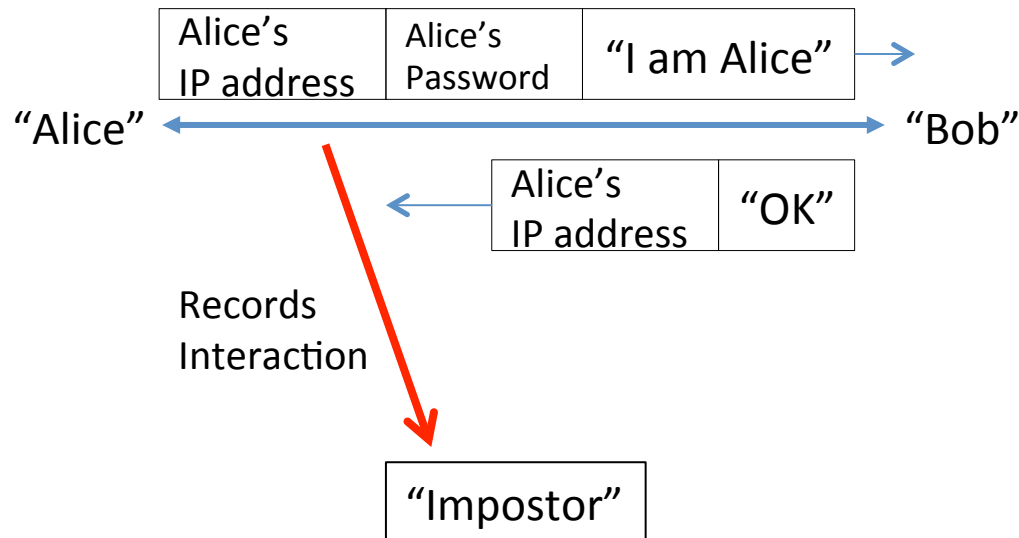 Alice’s
IP address
Alice’s
Password
“I am Alice”
“Alice”
“Bob”
Alice’s
IP address
“OK”
Records
Interaction
“Impostor”